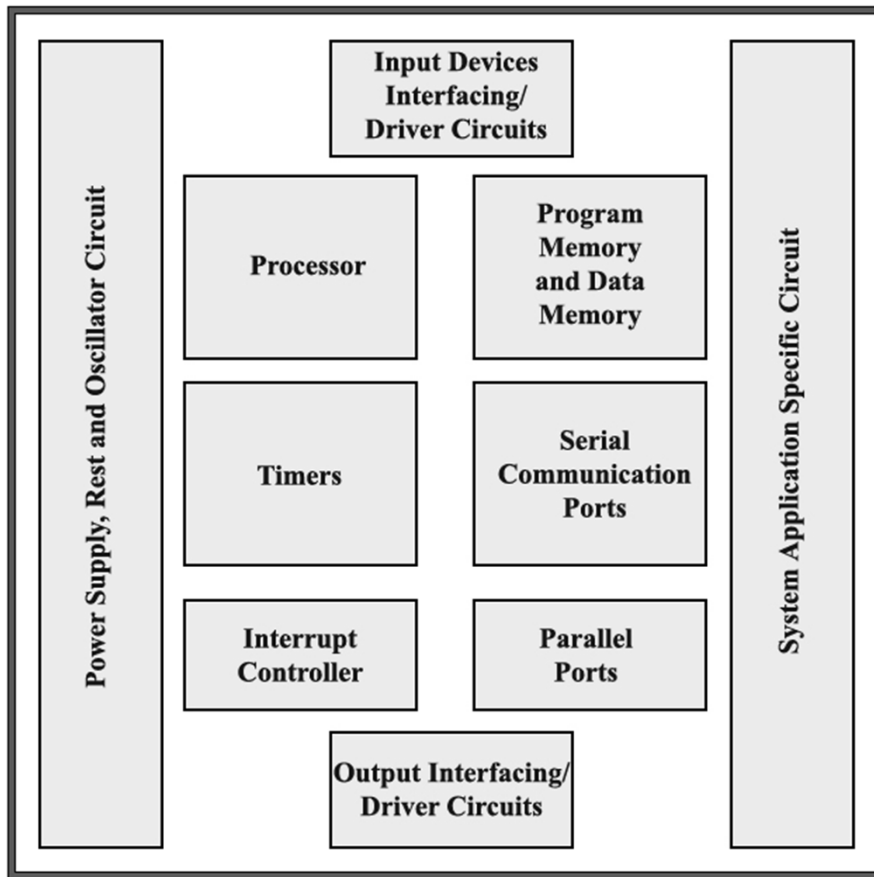 Input Devices
Interfacing/
Driver Circuits
Power Supply, Rest and Oscillator Circuit
Processor
Program
Memory
and Data
Memory
System Application Specific Circuit
Timers
Serial
Communication
Ports
Interrupt
Controller
Parallel
Ports
Output Interfacing/
Driver Circuits